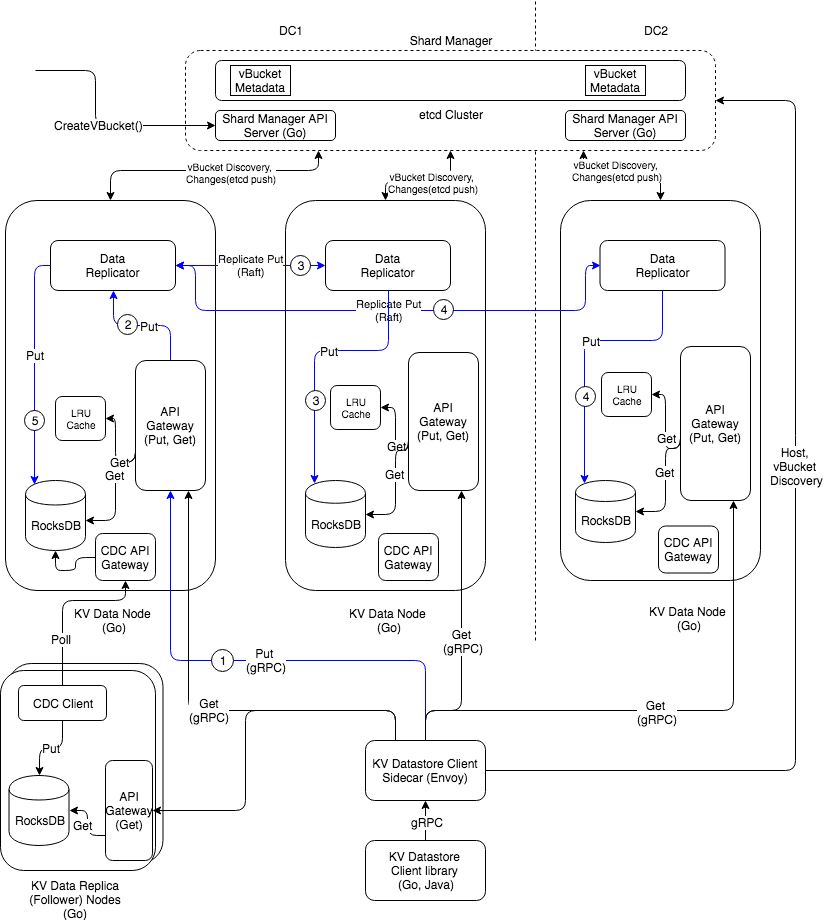 DC1
DC2
Shard Manager
vBucket
Metadata
vBucket
Metadata
etcd Cluster
CreateVBucket()
Shard Manager API
Server (Go)
Shard Manager API
Server (Go)
vBucket Discovery,
Changes(etcd push)
vBucket Discovery,
Changes(etcd push)
vBucket Discovery,
Changes(etcd push)
Data
Replicator
Replicate Put
(Raft)
3
Data
Replicator
Data
Replicator
Replicate Put
(Raft)
4
2
Put
Put
Put
Put
LRU
Cache
API
Gateway
(Put, Get)
5
Get
Get
RocksDB
CDC API
Gateway
3
LRU
Cache
API
Gateway
(Put, Get)
Get
Get
RocksDB
CDC API
Gateway
4
LRU
Cache
API
Gateway
(Put, Get)
Get
Get
RocksDB
CDC API
Gateway
Host,
vBucket
Discovery
KV Data Node
(Go)
KV Data Node
(Go)
KV Data Node
(Go)
Poll
1
Put
(gRPC)
Get
(gRPC)
Get
(gRPC)
Get
(gRPC)
CDC Client
Put
RocksDB
Get
API
Gateway
(Get)
KV Data Replica
(Follower) Nodes
(Go)
KV Datastore Client
Sidecar (Envoy)
gRPC
KV Datastore
Client library
(Go, Java)